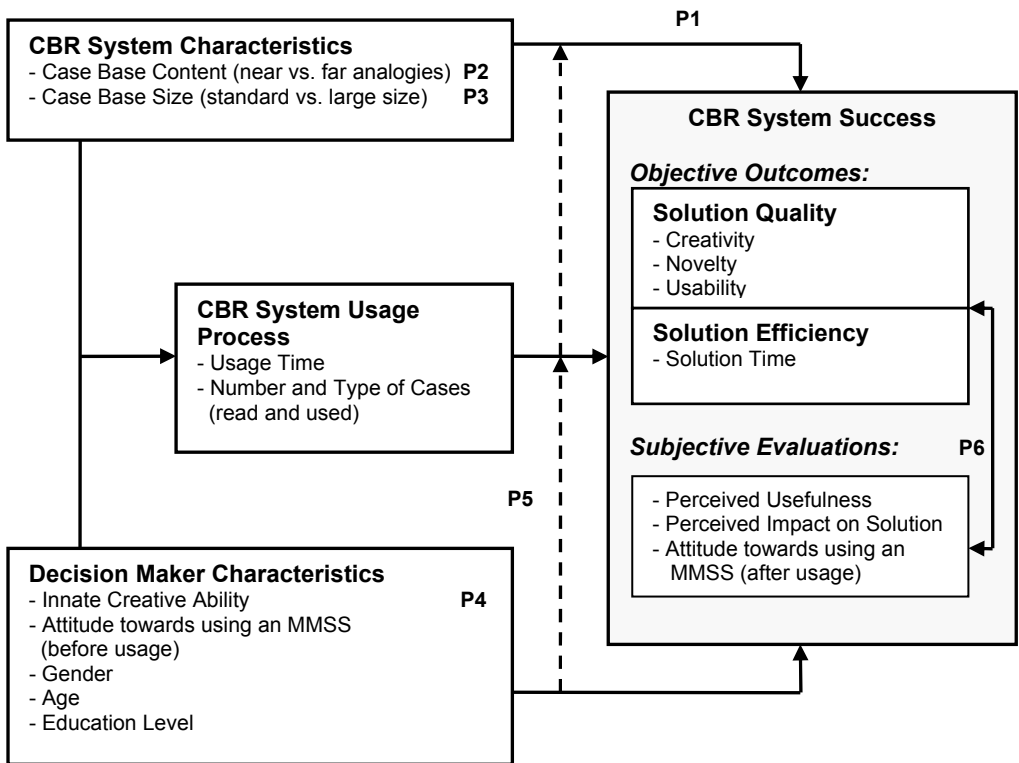 P1
CBR System Characteristics
- Case Base Content (near vs. far analogies) P2
- Case Base Size (standard vs. large size) P3
CBR System Success
Objective Outcomes:
Solution Quality
- Creativity
- Novelty
- Usability
Solution Efficiency
- Solution Time
CBR System Usage
Process
- Usage Time
- Number and Type of Cases
(read and used)
Subjective Evaluations: P6
- Perceived Usefulness
- Perceived Impact on Solution
- Attitude towards using an
MMSS (after usage)
P5
Decision Maker Characteristics
- Innate Creative Ability P4
- Attitude towards using an MMSS
(before usage)
- Gender
- Age
- Education Level